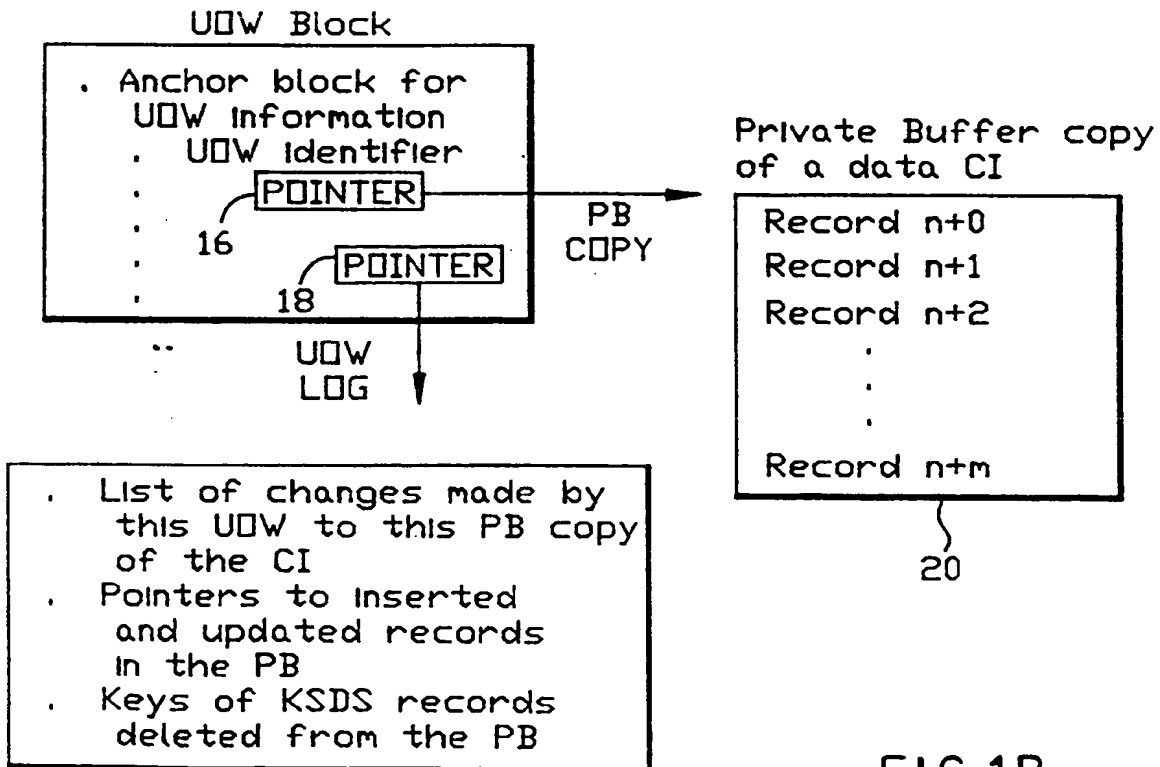 UOW Block
. Anchor block for
UOW information
. UOW identifier
POINTER
16
POINTER
18
PB
COPY
UOW
LOG
Private Buffer copy
of a data CI
Record n+0
Record n+1
Record n+2
.
.
.
Record n+m
20
. List of changes made by
this UOW to this PB copy
of the CI
. Pointers to inserted
and updated records
in the PB
. Keys of KSDS records
deleted from the PB
FIG.1B